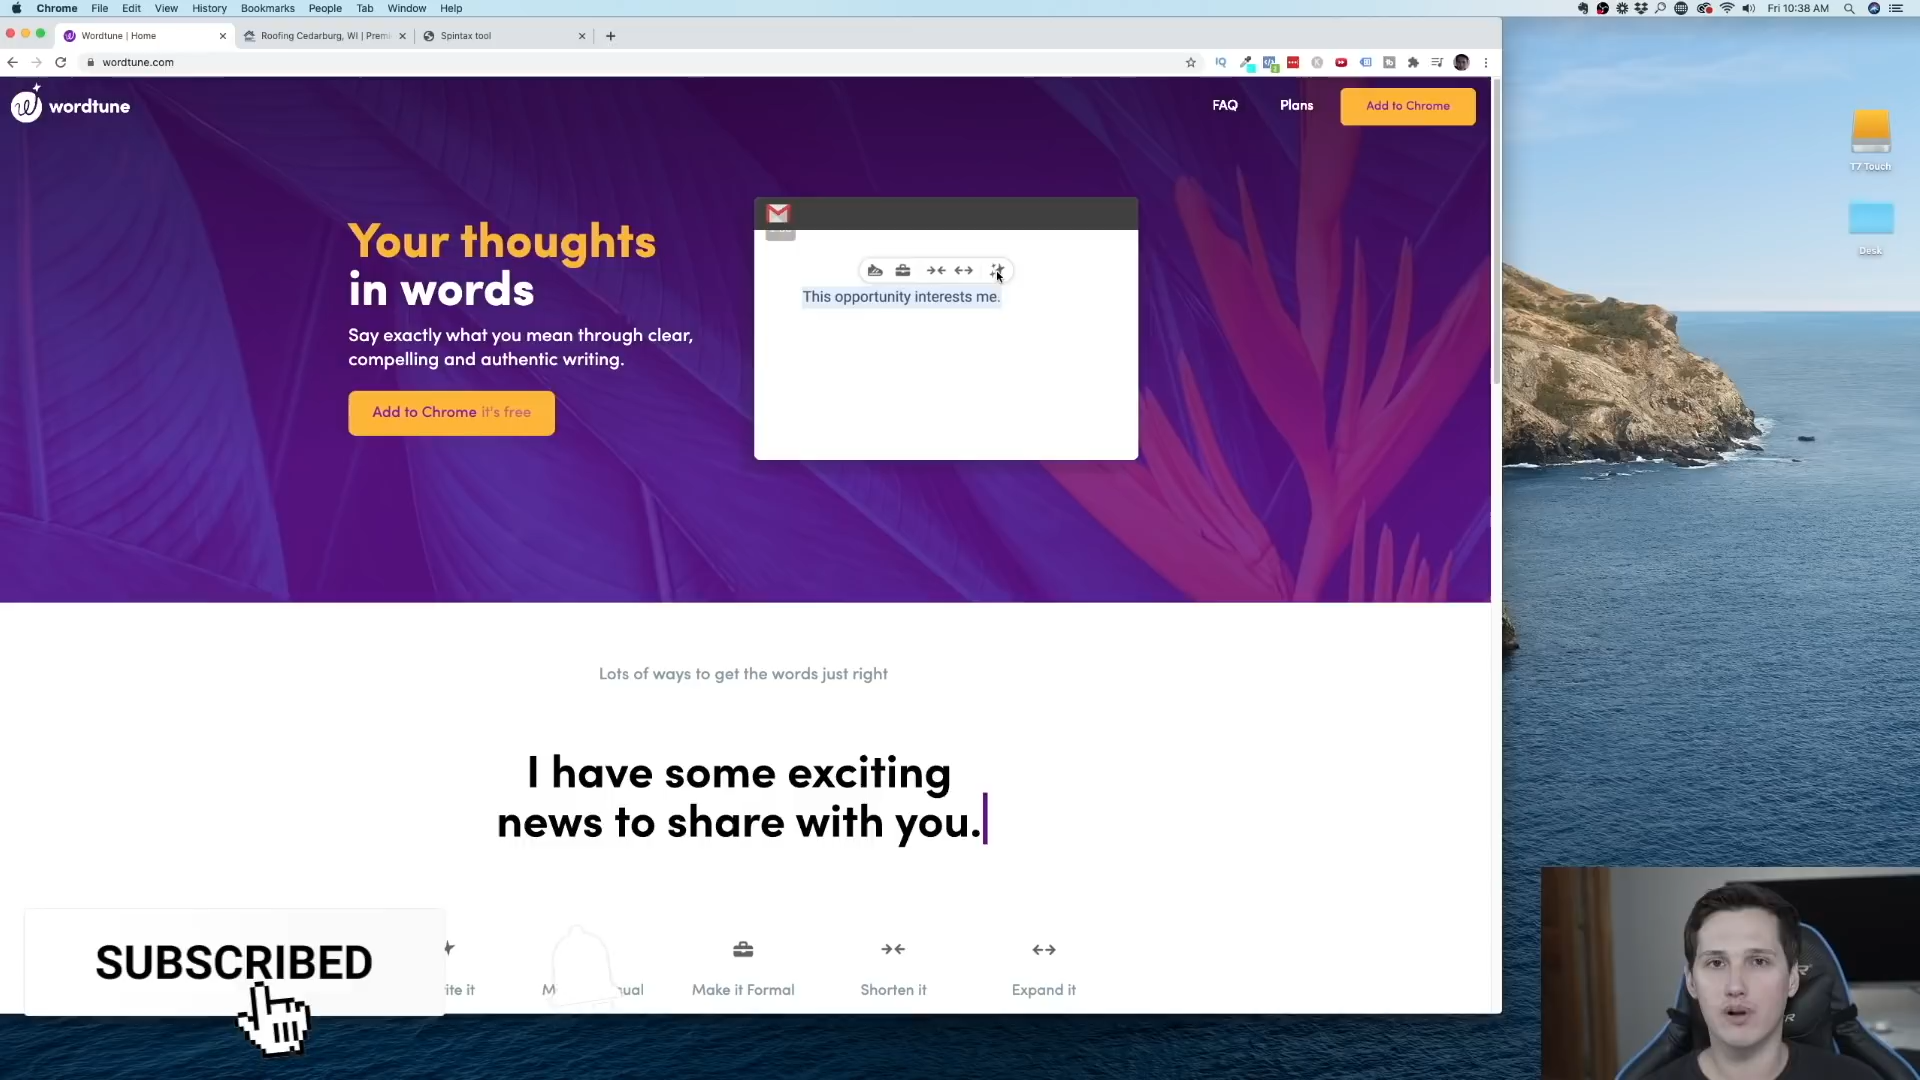 Chrome File Edit View History Bookmarks People Tab Window Help
Fri 10:38 AM
Wordtune | Home
Roofing Cedarburg, WI | Premi
Spintax tool
wordtune.com
IQ
wordtune
FAQ
Plans
Add to Chrome
T7 Touch
Desk
Your thoughts
in words
Say exactly what you mean through clear,
compelling and authentic writing.
Add to Chrome it's free
This opportunity interests me.
Lots of ways to get the words just right
I have some exciting
news to share with you.
SUBSCRIBED
ite it
M ual
Make it Formal
Shorten it
Expand it